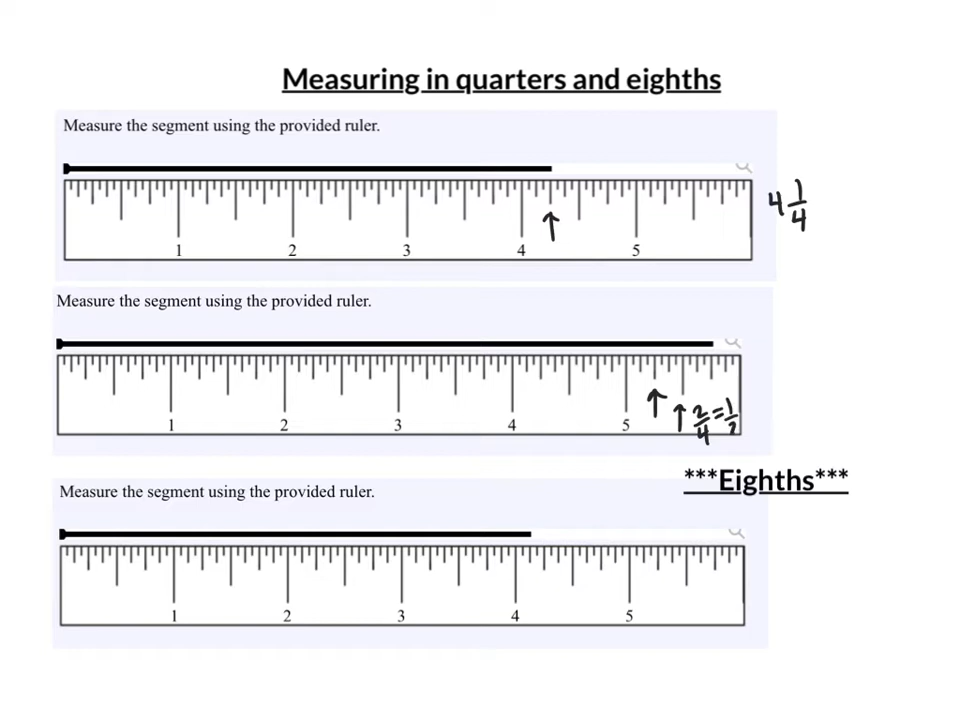 Measuring in quarters and eighths
Measure the segment using the provided ruler.
1 2 3 4 5
4 1/4
Measure the segment using the provided ruler.
1 2 3 4 5
2/4 = 1/2
***Eighths***
Measure the segment using the provided ruler.
1 2 3 4 5